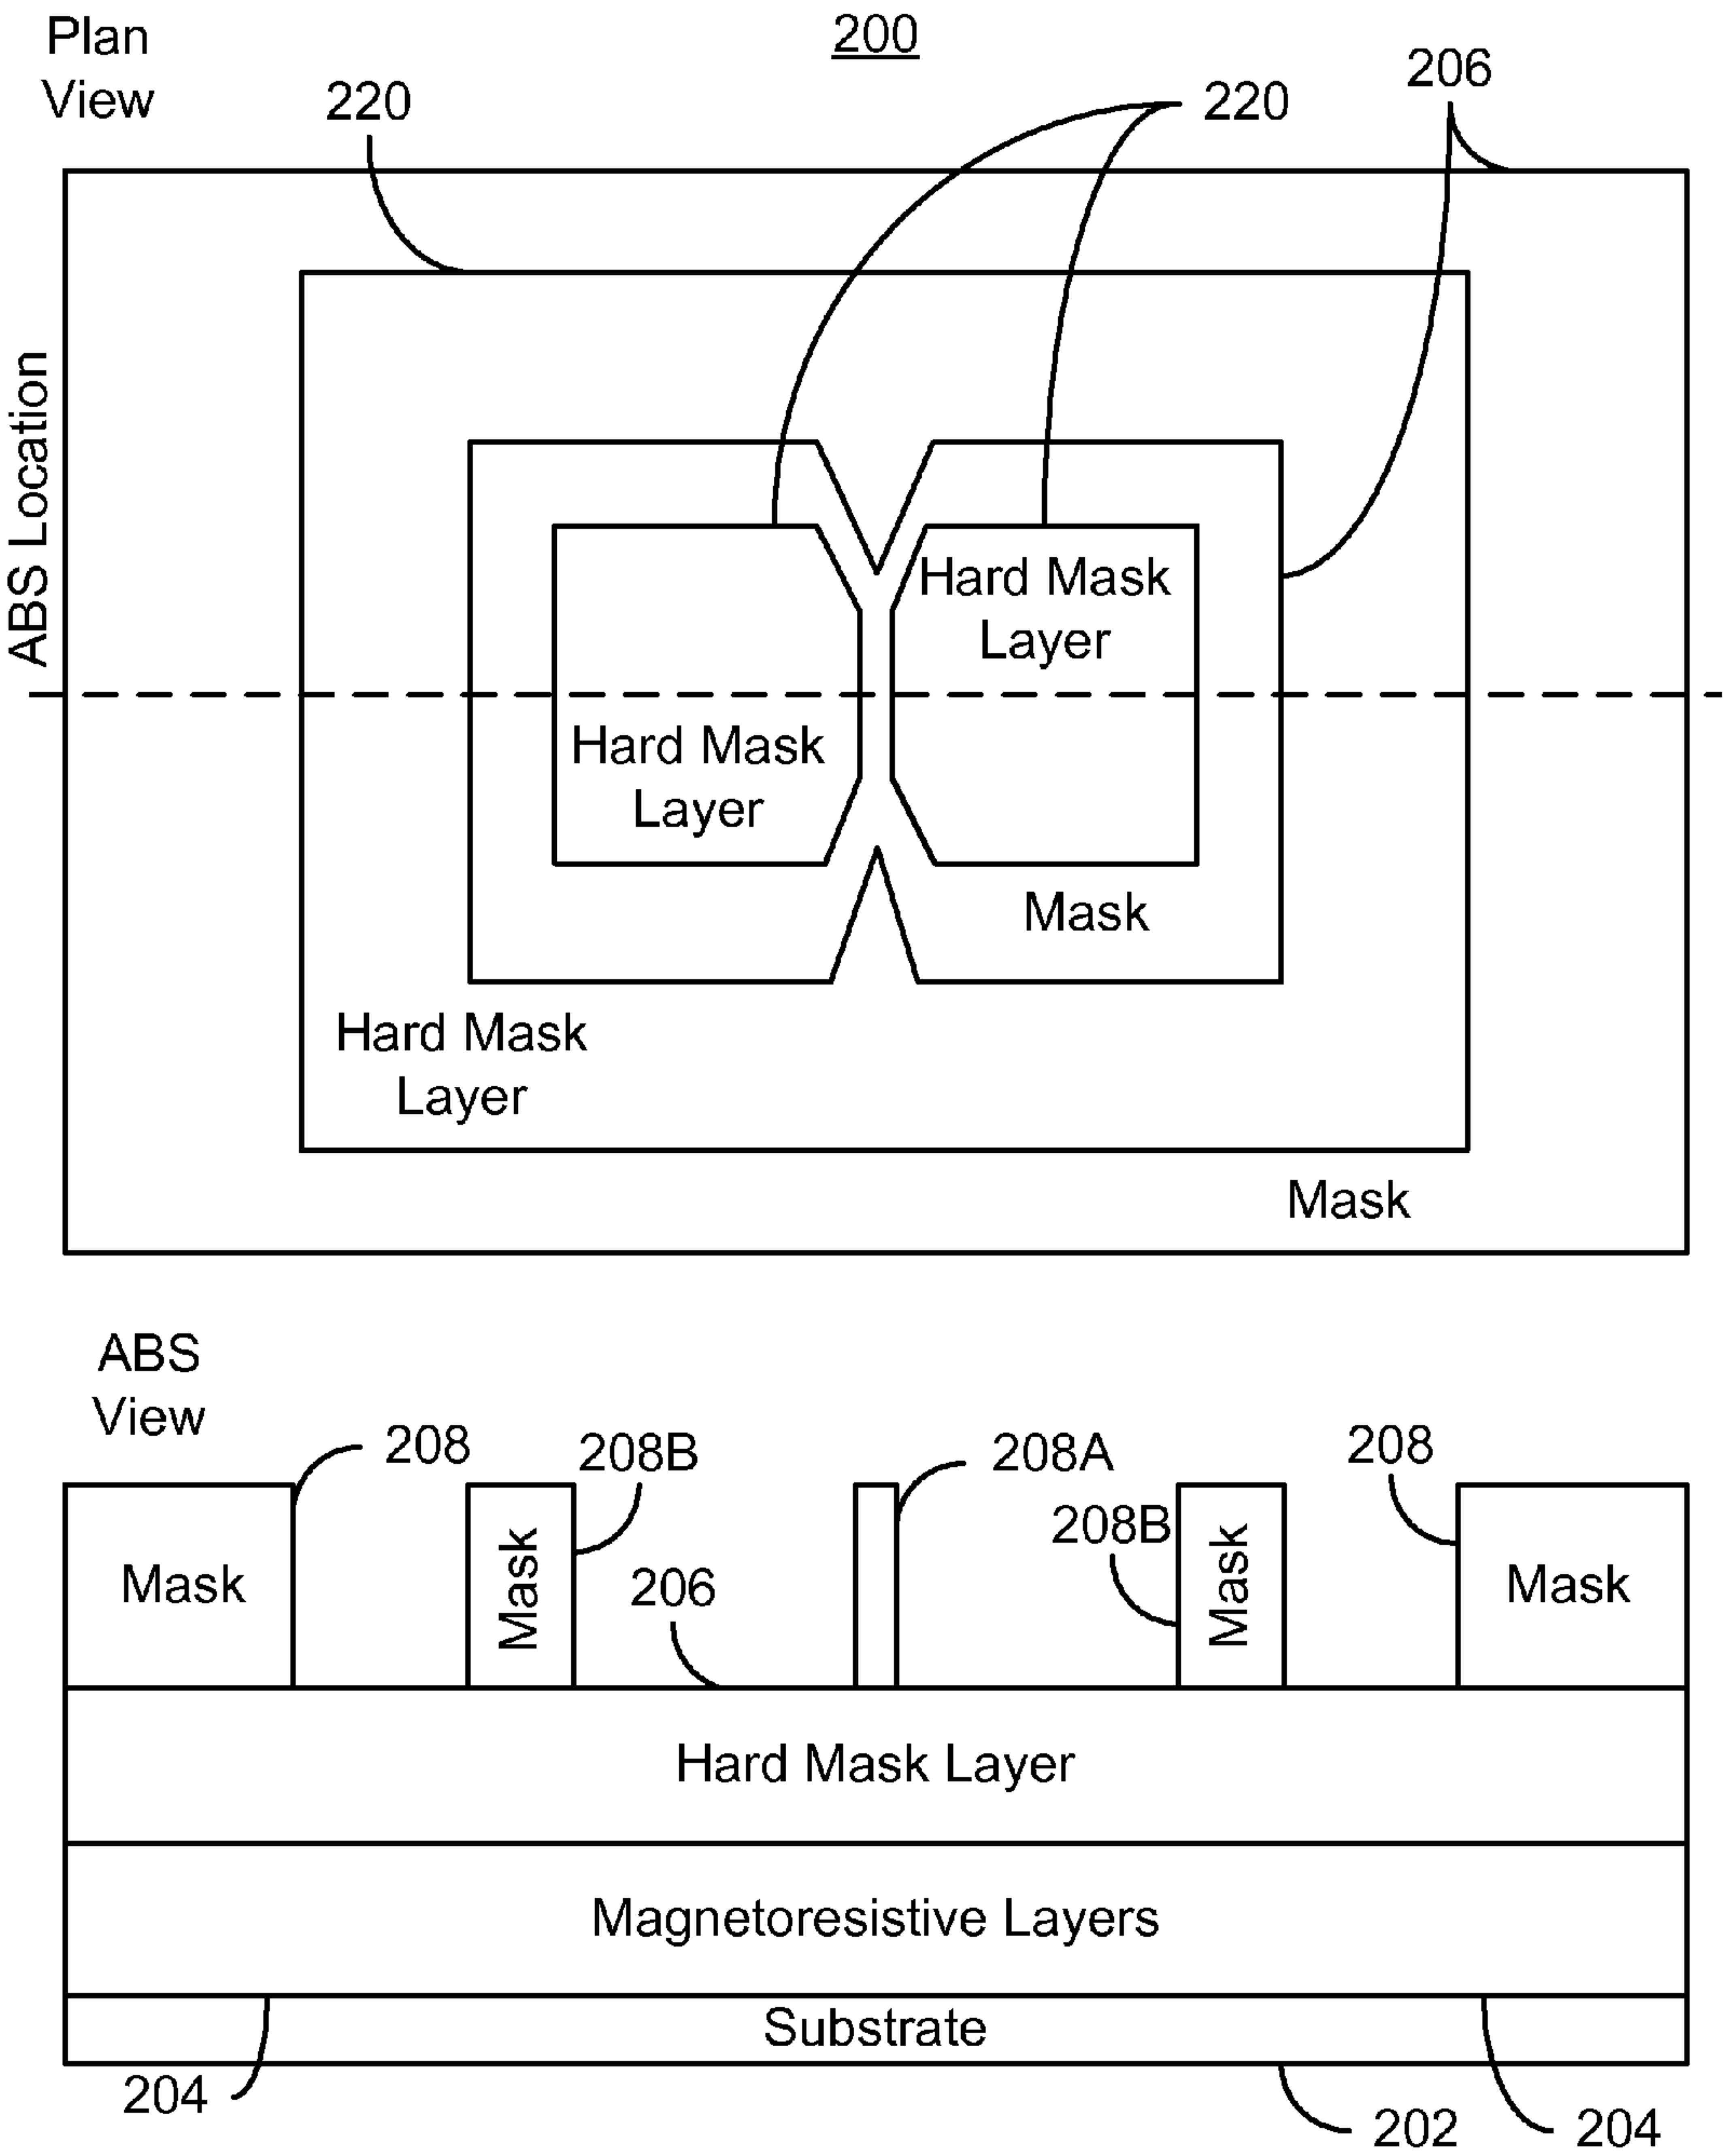 Plan
View
200
220
220
206
ABS Location
Hard Mask
Layer
Hard Mask
Layer
Mask
Hard Mask
Layer
Mask
ABS
View
208
208B
208A
208
208B
Mask
Mask
206
Mask
Mask
Hard Mask Layer
Magnetoresistive Layers
Substrate
204
202
204